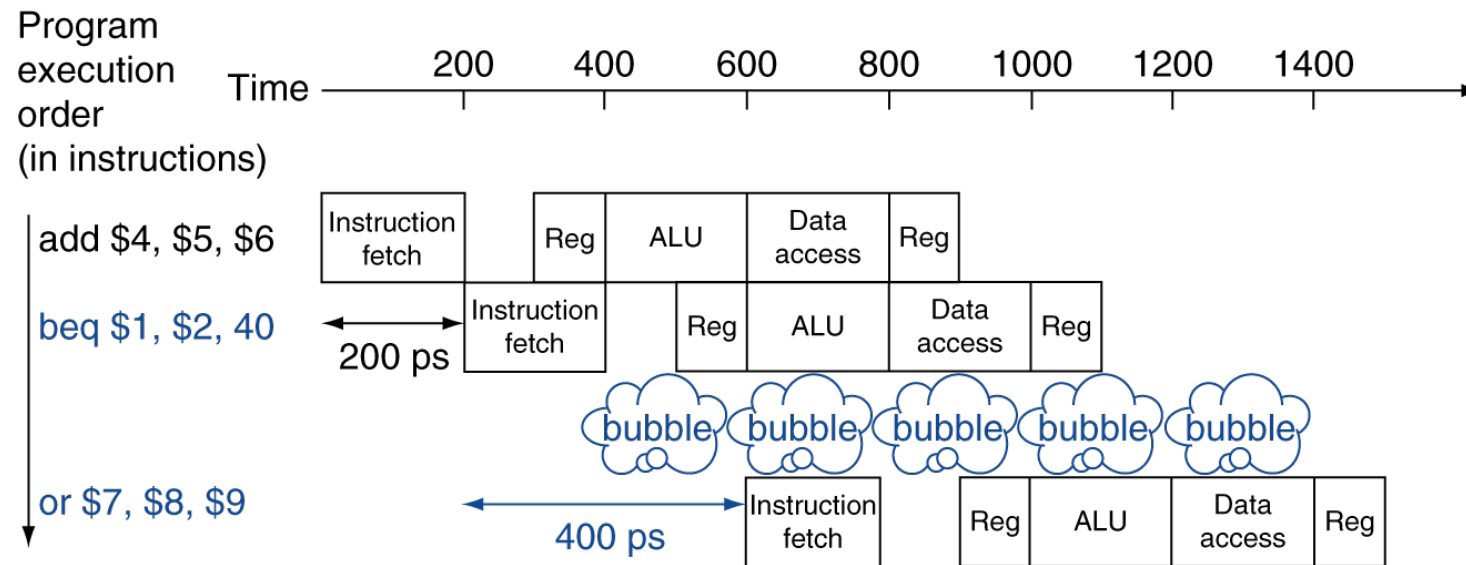 Program
execution
order
(in instructions)
Time
200 400 600 800 1000 1200 1400
add $4, $5, $6
Instruction
fetch
Reg
ALU
Data
access
Reg
beq $1, $2, 40
200 ps
Instruction
fetch
Reg
ALU
Data
access
Reg
bubble bubble bubble bubble bubble
or $7, $8, $9
400 ps
Instruction
fetch
Reg
ALU
Data
access
Reg